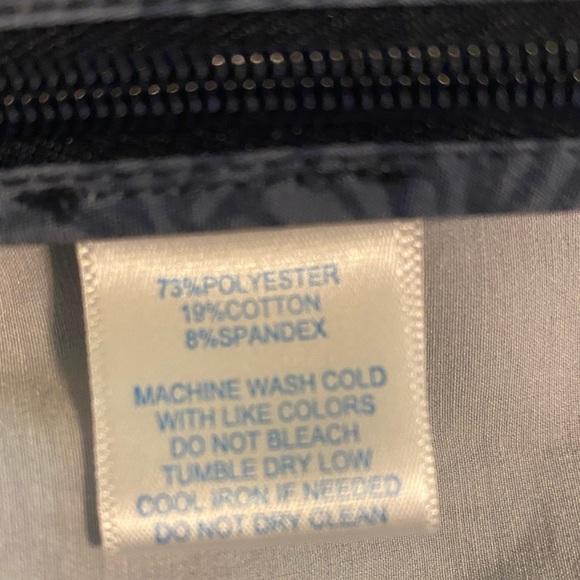 73%POLYESTER
19%COTTON
8%SPANDEX
MACHINE WASH COLD
WITH LIKE COLORS
DO NOT BLEACH
TUMBLE DRY LOW
COOL IRON IF NEEDED
DO NOT DRY CLEAN